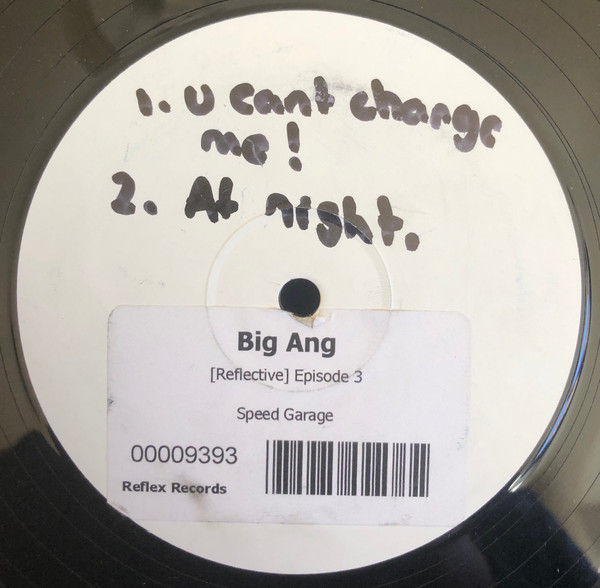 1. U cant change
me!
2. At night.
Big Ang
[Reflective] Episode 3
Speed Garage
00009393
Reflex Records